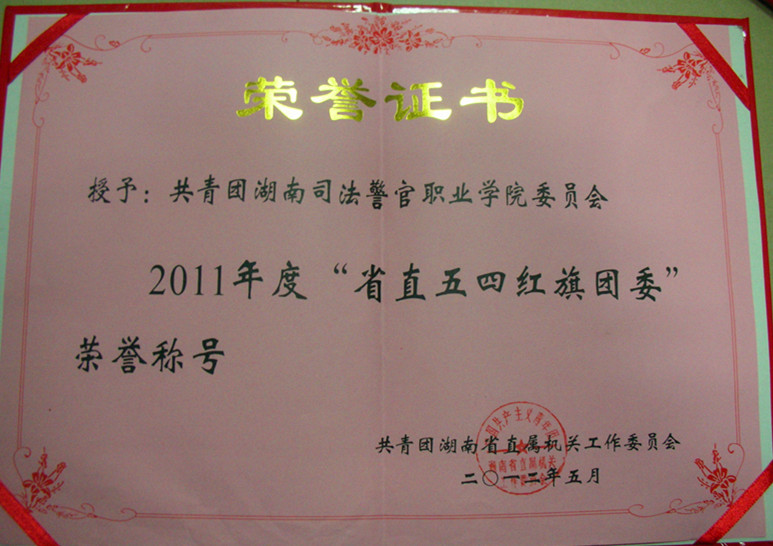 荣誉证书
授予：共青团湖南司法警官职业学院委员会
2011年度“省直五四红旗团委”
荣誉称号
共青团湖南省直属机关工作委员会
二〇一二年五月